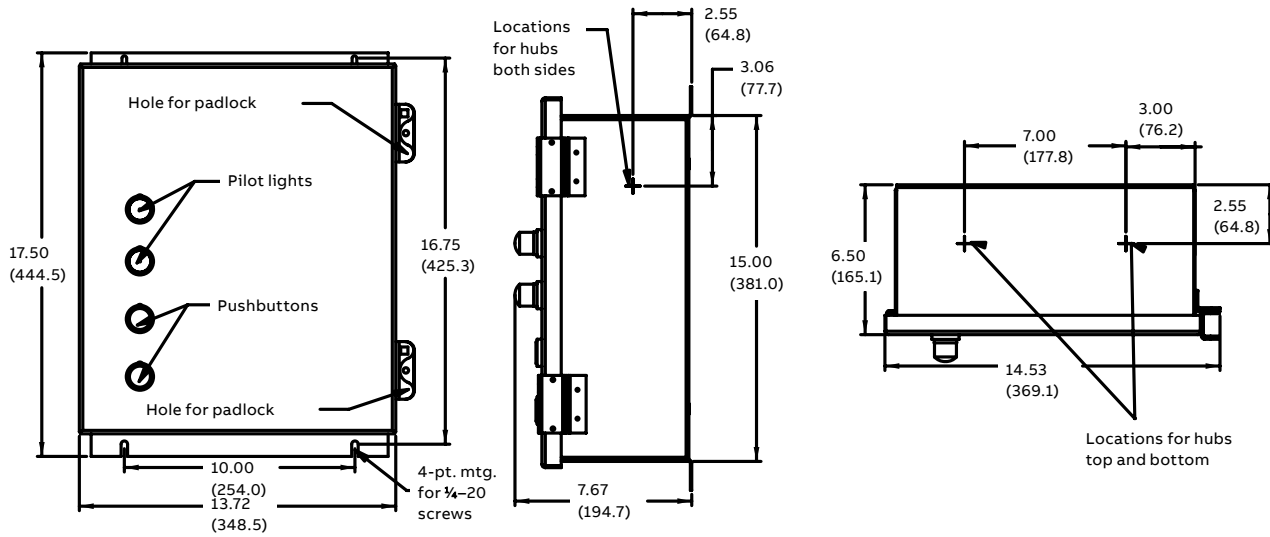 Hole for padlock
Pilot lights
17.50
(444.5)
16.75
(425.3)
Pushbuttons
Hole for padlock
10.00
(254.0)
13.72
(348.5)
4-pt. mtg.
for ¼–20
screws
Locations
for hubs
both sides
2.55
(64.8)
3.06
(77.7)
15.00
(381.0)
7.67
(194.7)
7.00
(177.8)
3.00
(76.2)
2.55
(64.8)
6.50
(165.1)
14.53
(369.1)
Locations for hubs
top and bottom